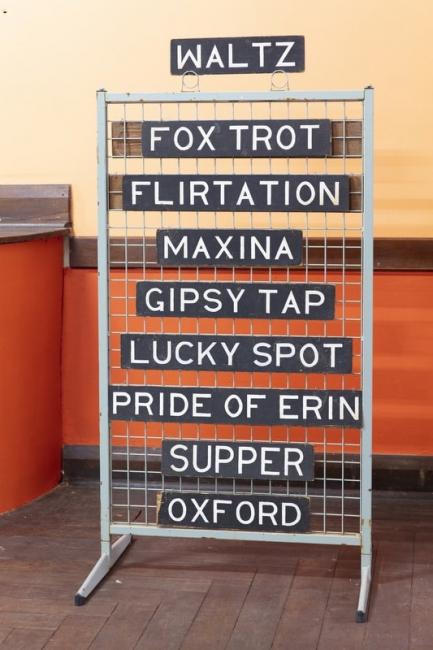 WALTZ
FOX TROT
FLIRTATION
MAXINA
GIPSY TAP
LUCKY SPOT
PRIDE OF ERIN
SUPPER
OXFORD